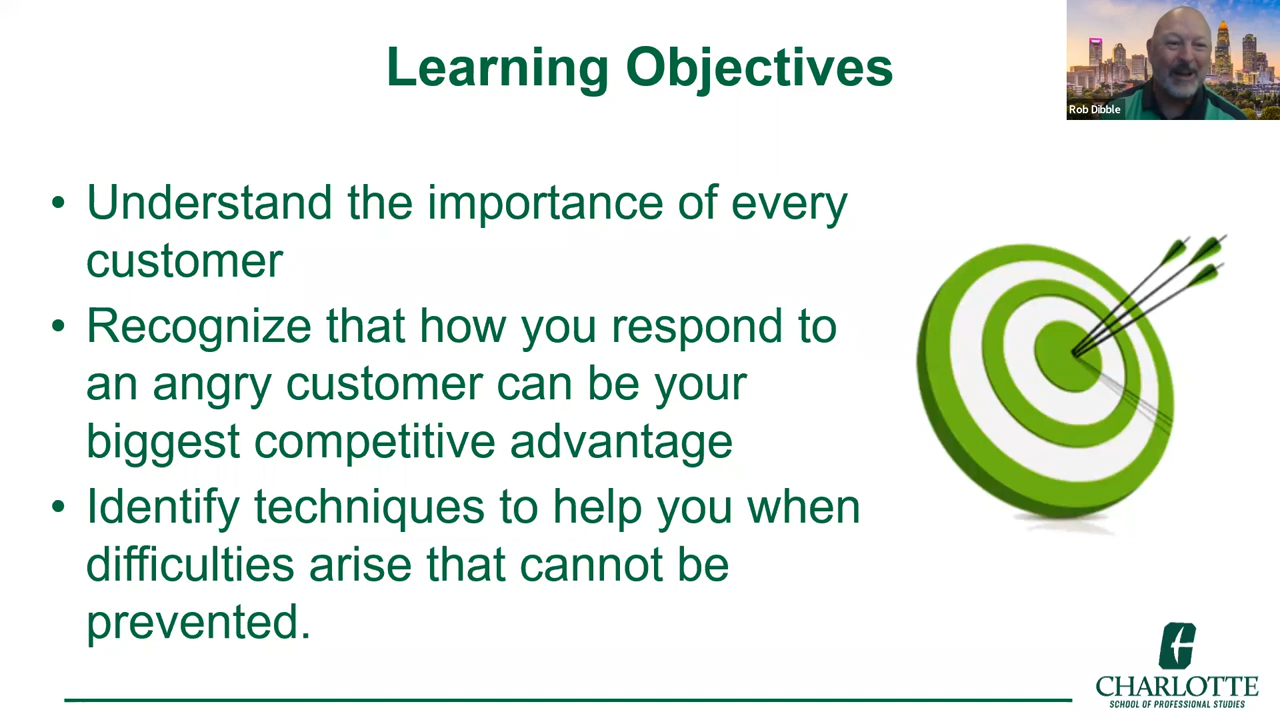 Learning Objectives
Rob Dibble
• Understand the importance of every
customer
• Recognize that how you respond to
an angry customer can be your
biggest competitive advantage
• Identify techniques to help you when
difficulties arise that cannot be
prevented.
CHARLOTTE
SCHOOL OF PROFESSIONAL STUDIES